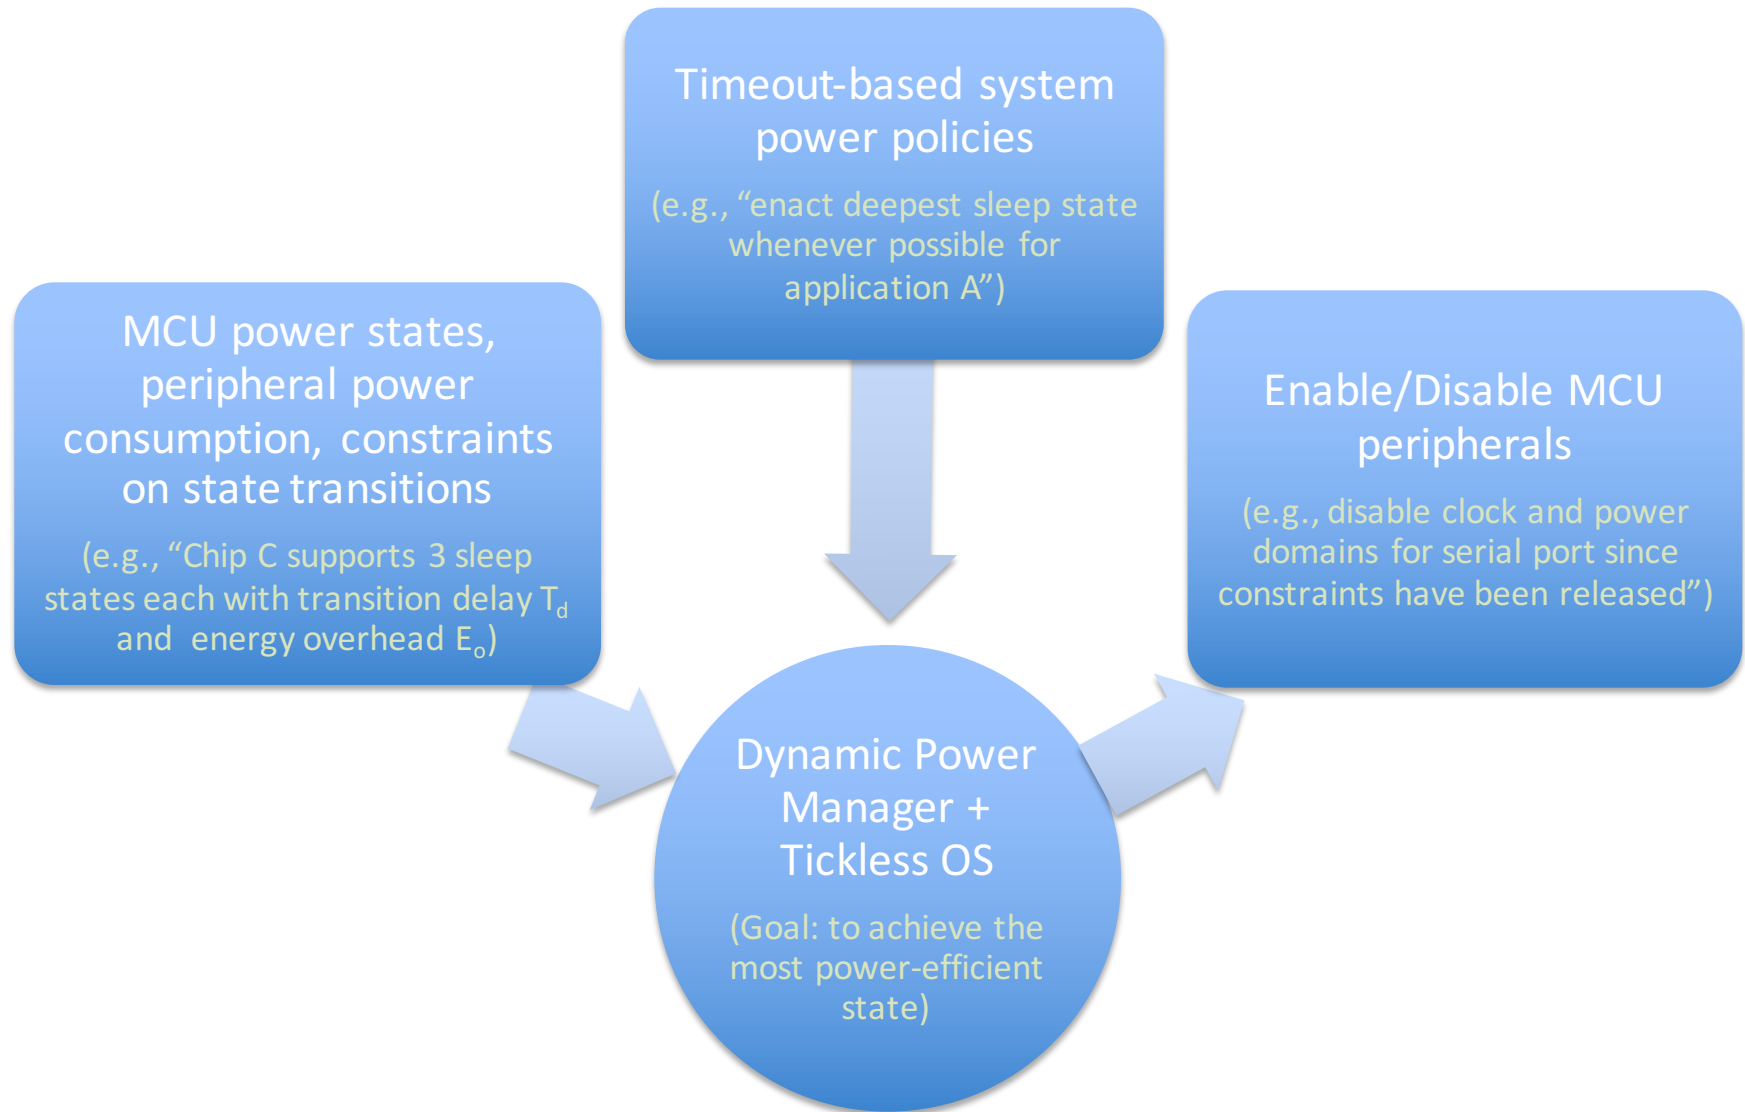 Timeout-based system
power policies
(e.g., “enact deepest sleep state
whenever possible for
application A”)
MCU power states,
peripheral power
consumption, constraints
on state transitions
(e.g., “Chip C supports 3 sleep
states each with transition delay T_d
and energy overhead E_o)
Enable/Disable MCU
peripherals
(e.g., disable clock and power
domains for serial port since
constraints have been released”)
Dynamic Power
Manager +
Tickless OS
(Goal: to achieve the
most power-efficient
state)